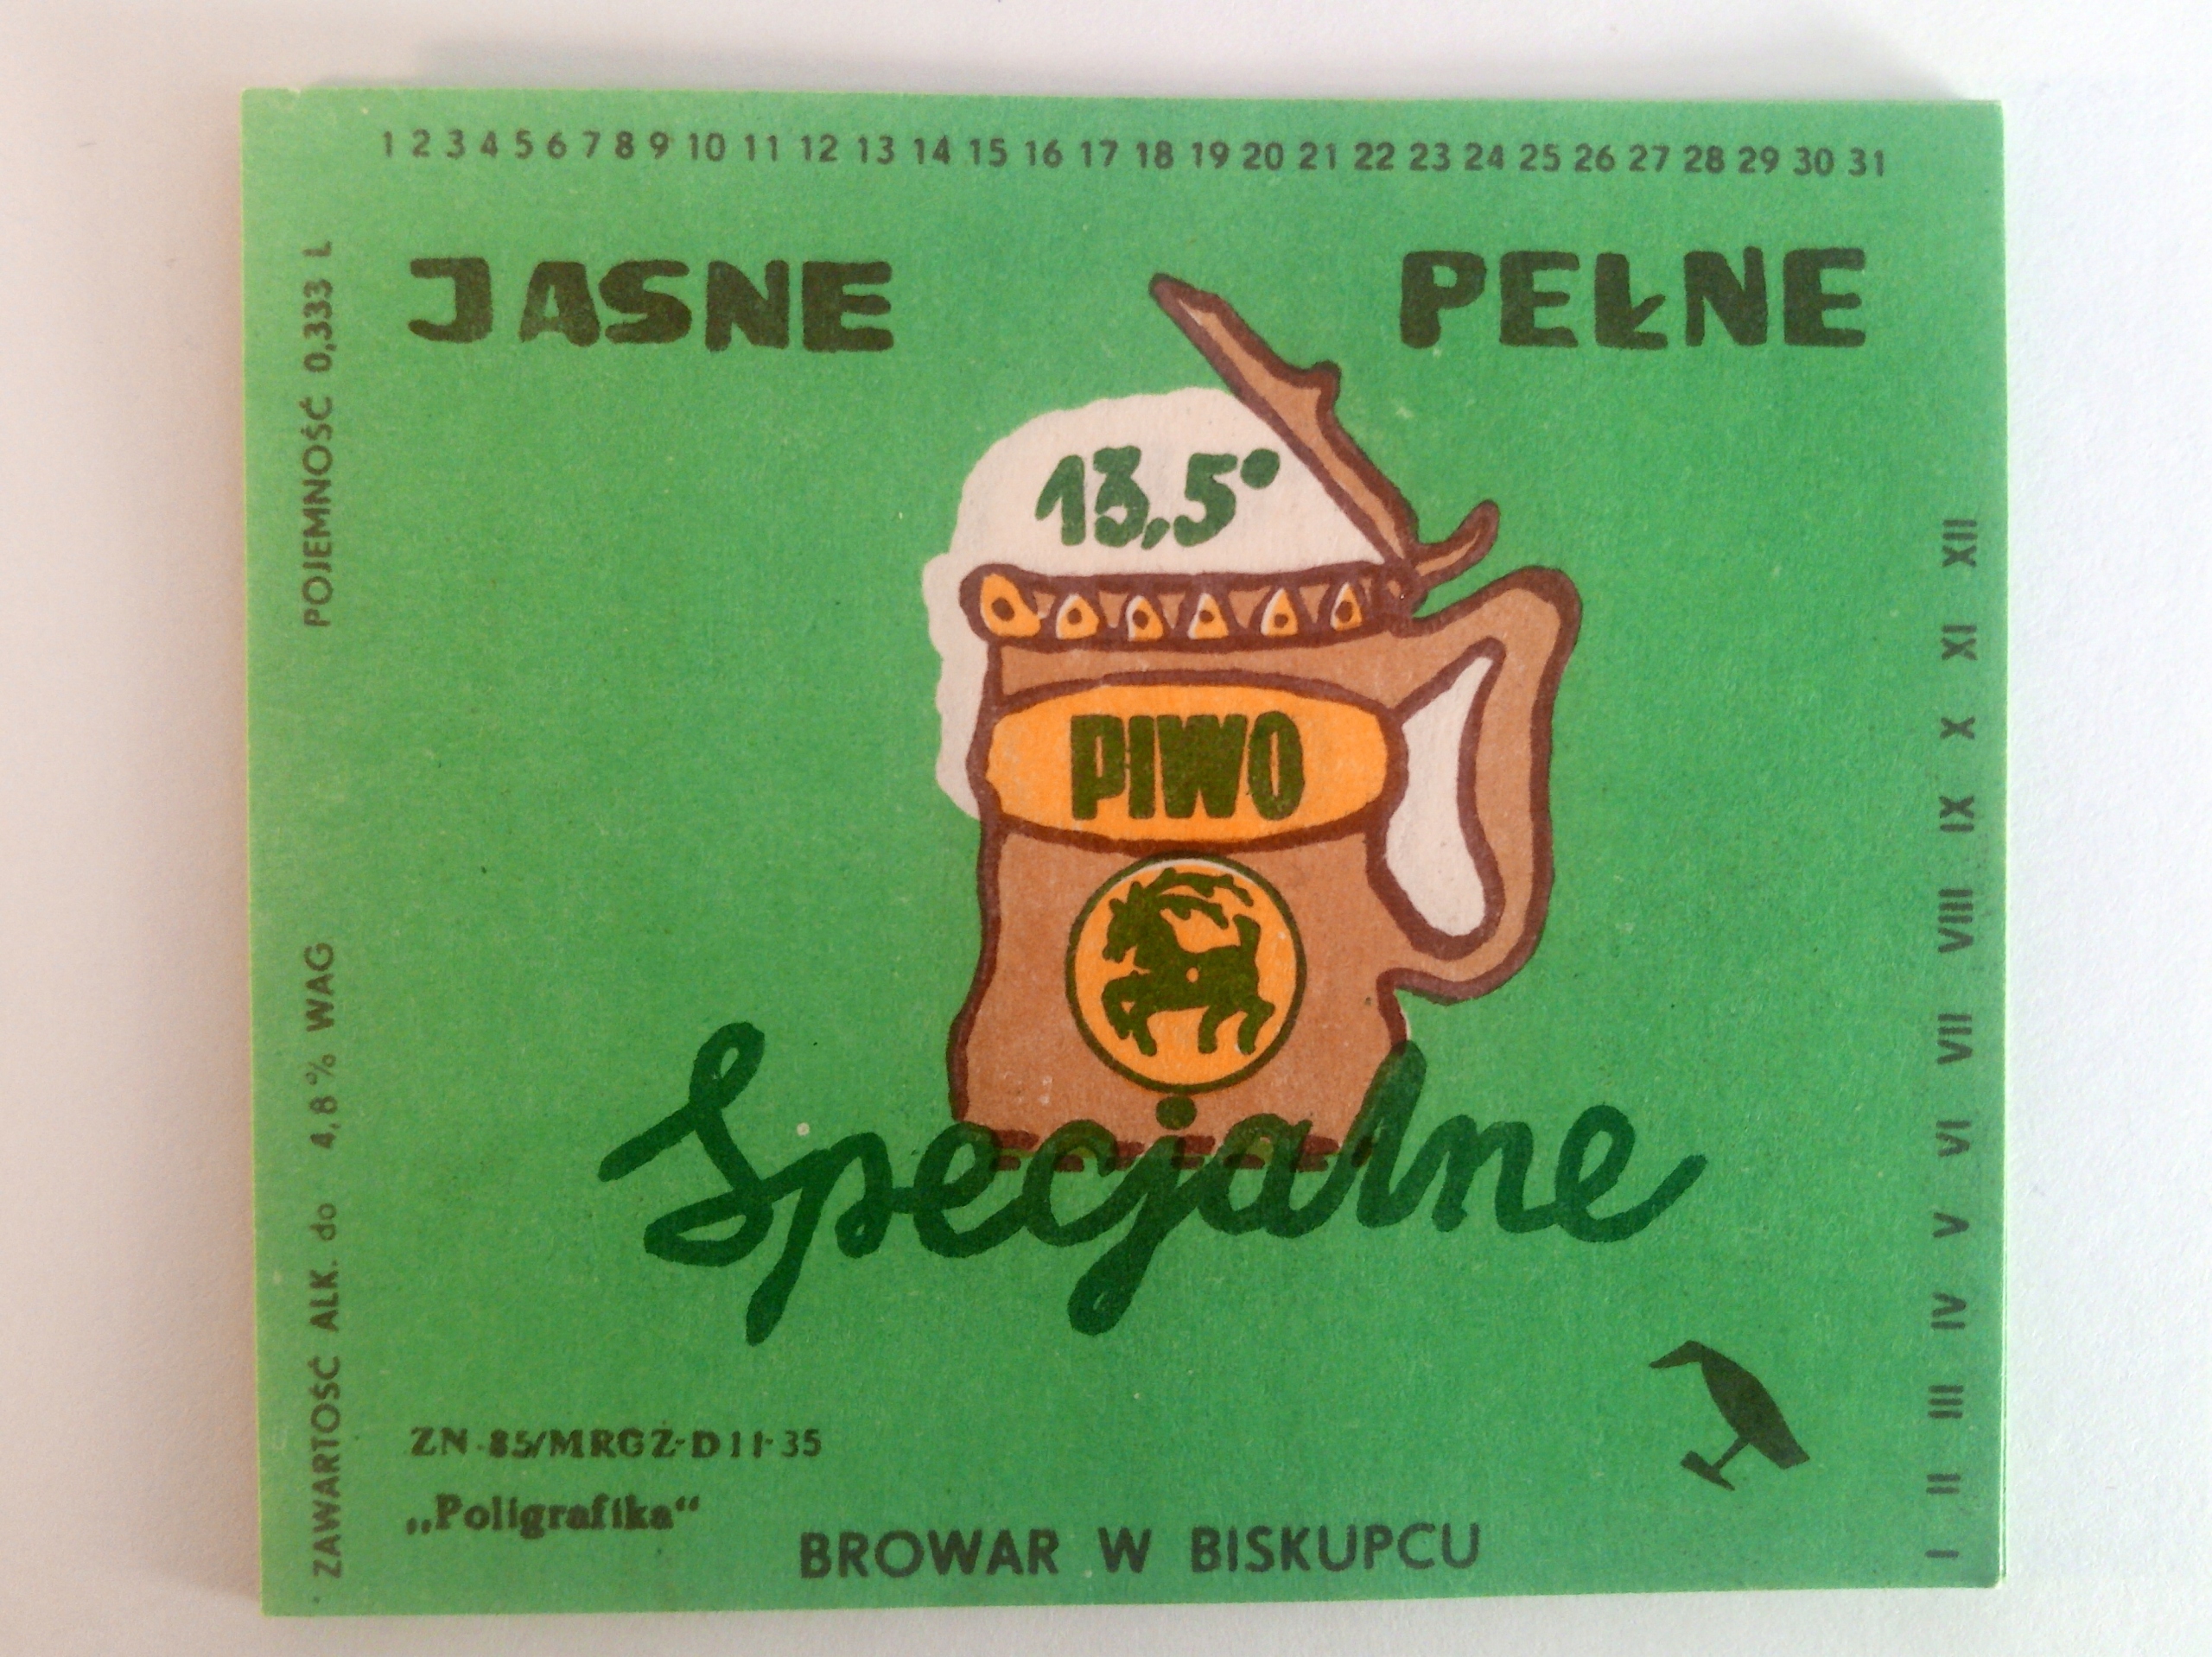 1 2 3 4 5 6 7 8 9 10 11 12 13 14 15 16 17 18 19 20 21 22 23 24 25 26 27 28 29 30 31
JASNE PEŁNE
13,5°
PIWO
Specjalne
POJEMNOŚĆ 0,333 L
ZAWARTOŚĆ ALK. do 4,8 % WAG
I II III IV V VI VII VIII IX X XI XII
ZN-85/MRGŻ-D11-35
„Poligrafika“
BROWAR W BISKUPCU